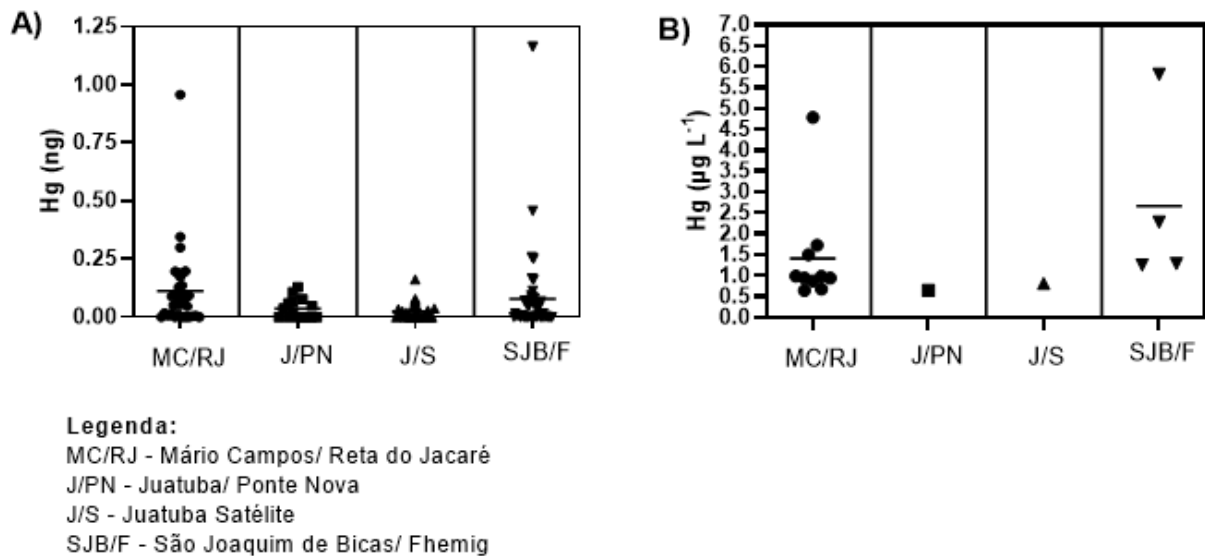 A)
Hg (ng)
1.25
1.00
0.75
0.50
0.25
0.00
MC/RJ J/PN J/S SJB/F
B)
Hg (µg L⁻¹)
7.0
6.5
6.0
5.5
5.0
4.5
4.0
3.5
3.0
2.5
2.0
1.5
1.0
0.5
0.0
MC/RJ J/PN J/S SJB/F
Legenda:
MC/RJ - Mário Campos/ Reta do Jacaré
J/PN - Juatuba/ Ponte Nova
J/S - Juatuba Satélite
SJB/F - São Joaquim de Bicas/ Fhemig